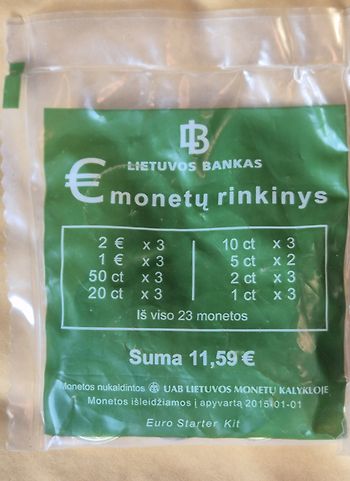 LIETUVOS BANKAS
€ monetų rinkinys
2 € x 3 10 ct x 3
1 € x 3 5 ct x 2
50 ct x 3 2 ct x 3
20 ct x 3 1 ct x 3
Iš viso 23 monetos
Suma 11,59 €
Monetos nukaldintos UAB LIETUVOS MONETŲ KALYKLOJE
Monetos išleidžiamos į apyvartą 2015-01-01
Euro Starter Kit